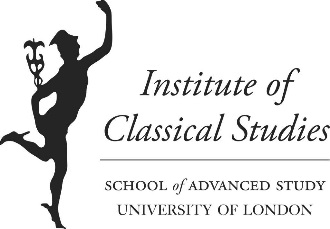 Institute of
Classical Studies
SCHOOL of ADVANCED STUDY
UNIVERSITY OF LONDON